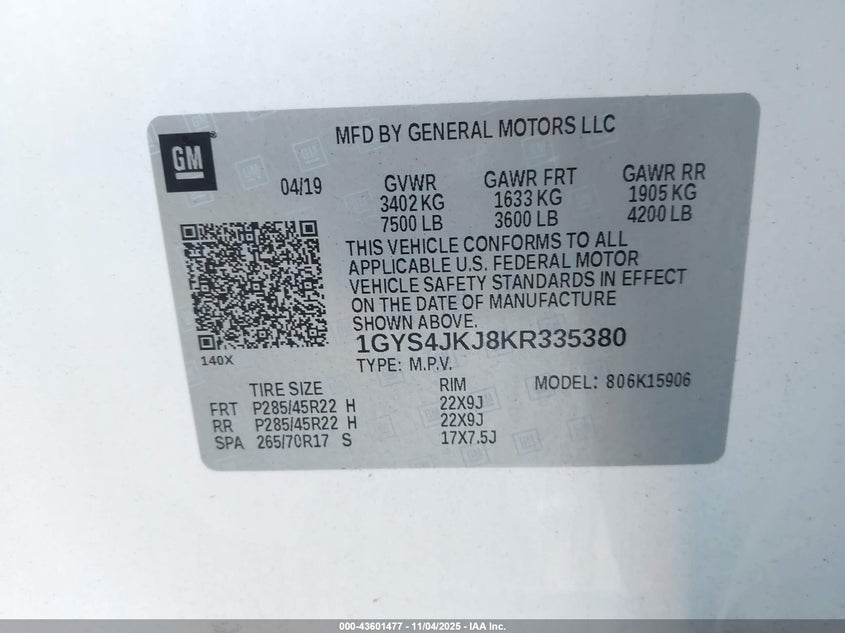 MFD BY GENERAL MOTORS LLC
GM
04/19 GVWR GAWR FRT GAWR RR
3402 KG 1633 KG 1905 KG
7500 LB 3600 LB 4200 LB
THIS VEHICLE CONFORMS TO ALL
APPLICABLE U.S. FEDERAL MOTOR
VEHICLE SAFETY STANDARDS IN EFFECT
ON THE DATE OF MANUFACTURE
SHOWN ABOVE.
1GYS4JKJ8KR335380
140X
TYPE: M.P.V.
TIRE SIZE RIM MODEL: 806K15906
FRT P285/45R22 H 22X9J
RR P285/45R22 H 22X9J
SPA 265/70R17 S 17X7.5J
000-43601477 - 11/04/2025 - IAA Inc.